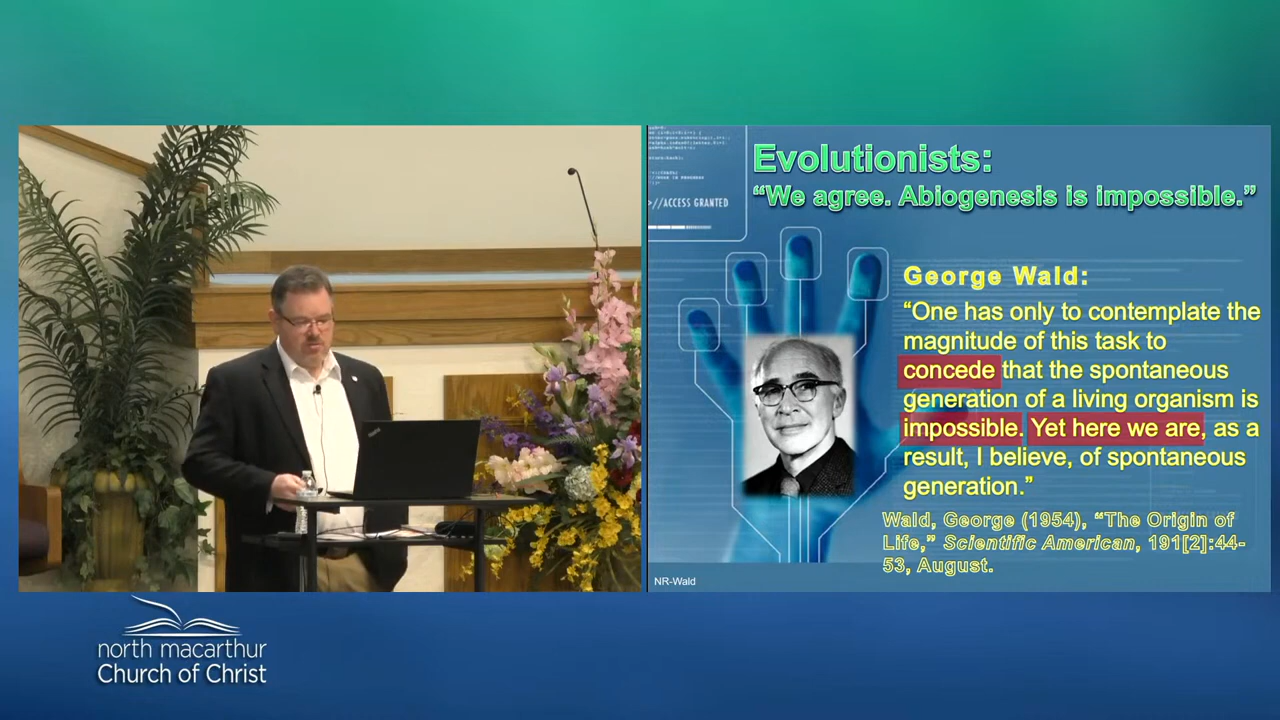 >//ACCESS GRANTED
Evolutionists:
“We agree. Abiogenesis is impossible.”
George Wald:
“One has only to contemplate the
magnitude of this task to
concede that the spontaneous
generation of a living organism is
impossible. Yet here we are, as a
result, I believe, of spontaneous
generation.”
Wald, George (1954), “The Origin of
Life,” Scientific American, 191[2]:44-
53, August.
NR-Wald
north macarthur
Church of Christ